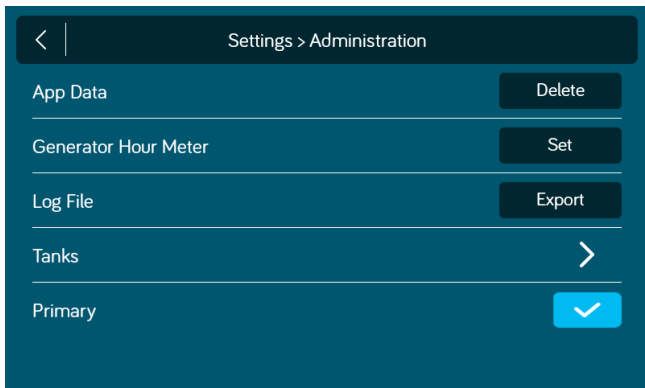 Settings > Administration
App Data
Delete
Generator Hour Meter
Set
Log File
Export
Tanks
Primary